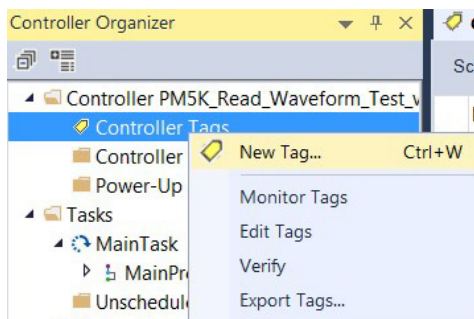 Controller Organizer
Sc
Controller PM5K_Read_Waveform_Test_v
Controller Tags
Controller
New Tag... Ctrl+W
Power-Up
Monitor Tags
Tasks
Edit Tags
MainTask
Verify
MainPr
Unschedul
Export Tags...